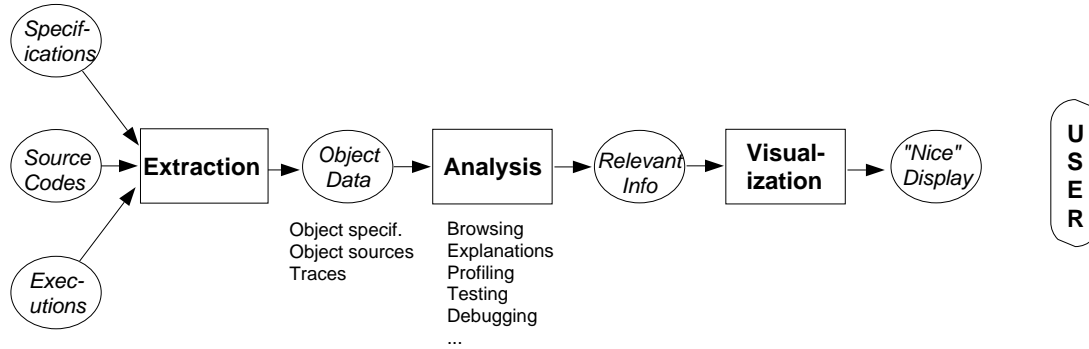 Specif-
ications
Source
Codes
Exec-
utions
Extraction
Object
Data
Object specif.
Object sources
Traces
Analysis
Browsing
Explanations
Profiling
Testing
Debugging
...
Relevant
Info
Visual-
ization
"Nice"
Display
U
S
E
R